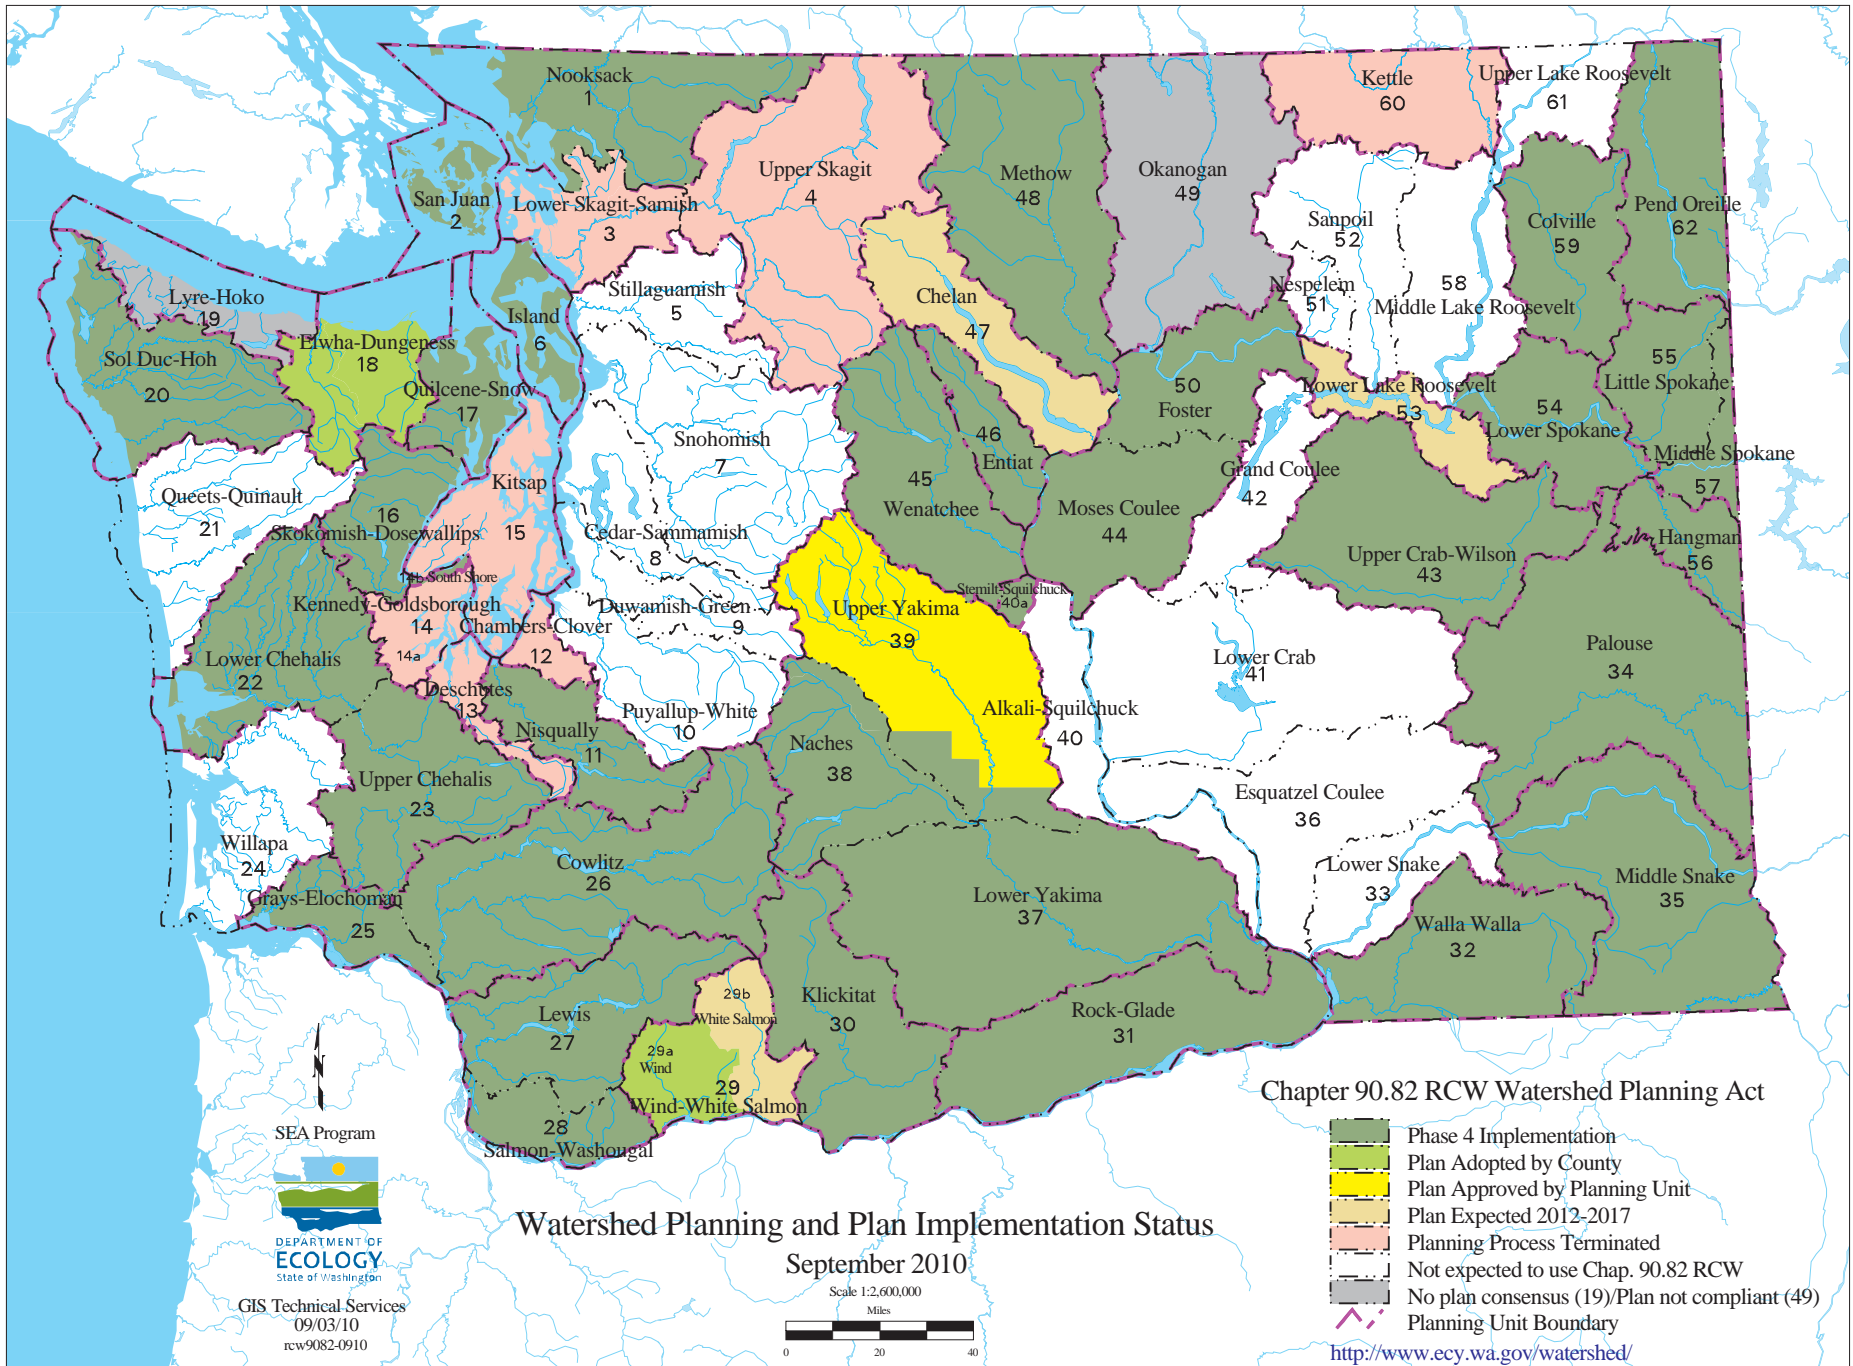 Nooksack
1
San Juan
2
Lower Skagit-Samish
3
Upper Skagit
4
Stillaguamish
5
Island
6
Snohomish
7
Cedar-Sammamish
8
Duwamish-Green
9
Puyallup-White
10
Nisqually
11
Chambers-Clover
12
Deschutes
13
Kennedy-Goldsborough
14
14a
14b South Shore
Kitsap
15
16
Skokomish-Dosewallips
Quilcene-Snow
17
Elwha-Dungeness
18
Lyre-Hoko
19
Sol Duc-Hoh
20
Queets-Quinault
21
Lower Chehalis
22
Upper Chehalis
23
Willapa
24
Grays-Elochoman
25
Cowlitz
26
Lewis
27
28
Salmon-Washougal
29a
Wind
29b
White Salmon
29
Wind-White Salmon
Klickitat
30
Rock-Glade
31
Walla Walla
32
Lower Snake
33
Palouse
34
Middle Snake
35
Esquatzel Coulee
36
Lower Yakima
37
Naches
38
Upper Yakima
39
Alkali-Squilchuck
40
Stemilt-Squilchuck
40a
Lower Crab
41
Grand Coulee
42
Upper Crab-Wilson
43
Moses Coulee
44
45
Wenatchee
46
Entiat
Chelan
47
Methow
48
Okanogan
49
50
Foster
Nespelem
51
Sanpoil
52
Lower Lake Roosevelt
53
54
Lower Spokane
55
Little Spokane
Hangman
56
Middle Spokane
57
58
Middle Lake Roosevelt
Colville
59
Kettle
60
Upper Lake Roosevelt
61
Pend Oreille
62
N
SEA Program
DEPARTMENT OF
ECOLOGY
State of Washington
GIS Technical Services
09/03/10
rcw9082-0910
Watershed Planning and Plan Implementation Status
September 2010
Scale 1:2,600,000
Miles
0 20 40
Chapter 90.82 RCW Watershed Planning Act
Phase 4 Implementation
Plan Adopted by County
Plan Approved by Planning Unit
Plan Expected 2012-2017
Planning Process Terminated
Not expected to use Chap. 90.82 RCW
No plan consensus (19)/Plan not compliant (49)
Planning Unit Boundary
http://www.ecy.wa.gov/watershed/